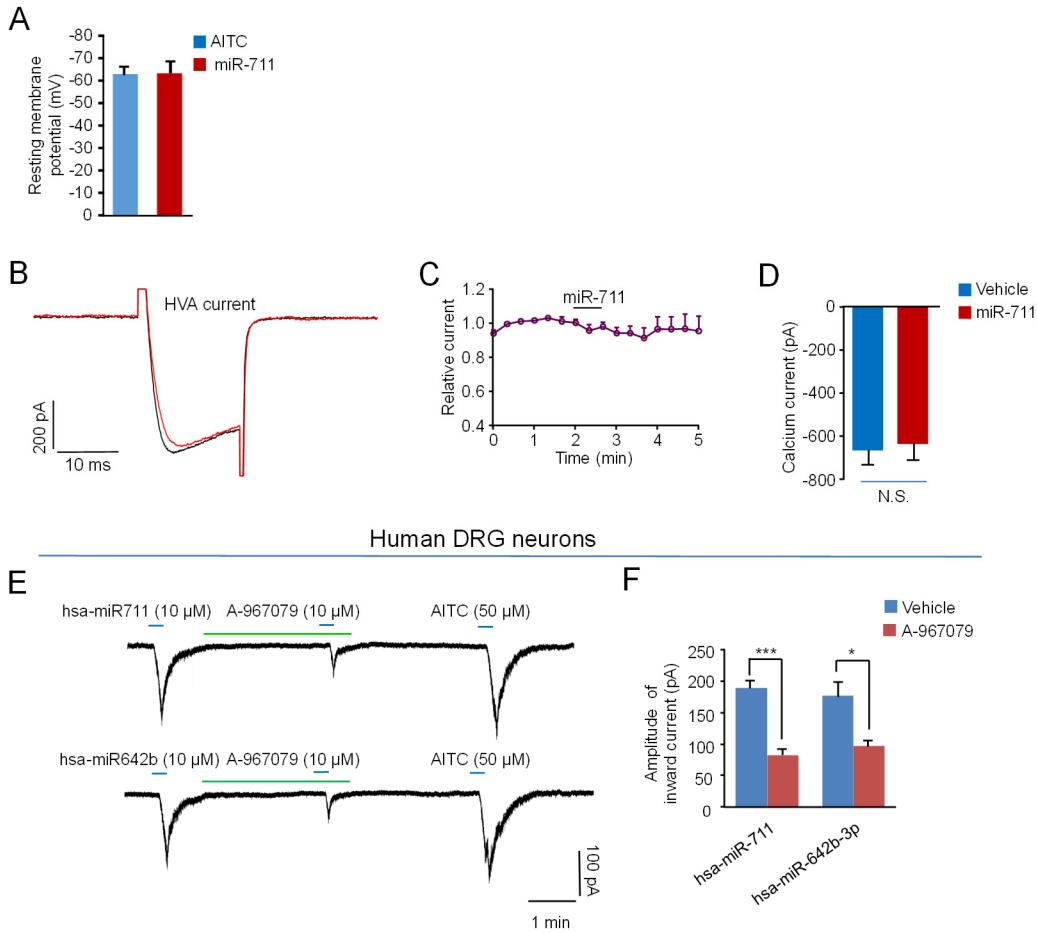 A
AITC
miR-711
Resting membrane
potential (mV)
-80
-70
-60
-50
-40
-30
-20
-10
0
B
HVA current
200 pA
10 ms
C
miR-711
Relative current
1.2
1.0
0.8
0.6
0.4
0 1 2 3 4 5
Time (min)
D
Vehicle
miR-711
Calcium current (pA)
0
-200
-400
-600
-800
N.S.
Human DRG neurons
E
hsa-miR711 (10 µM) A-967079 (10 µM) AITC (50 µM)
hsa-miR642b (10 µM) A-967079 (10 µM) AITC (50 µM)
100 pA
1 min
F
Vehicle
A-967079
Amplitude of
inward current (pA)
250
200
150
100
50
0
*** *
hsa-miR-711
hsa-miR-642b-3p